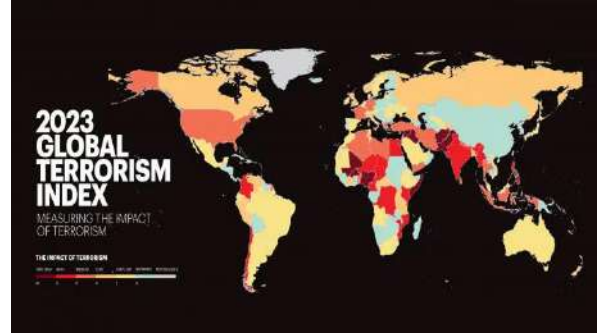 2023
GLOBAL
TERRORISM
INDEX
MEASURING THE IMPACT
OF TERRORISM
THE IMPACT OF TERRORISM